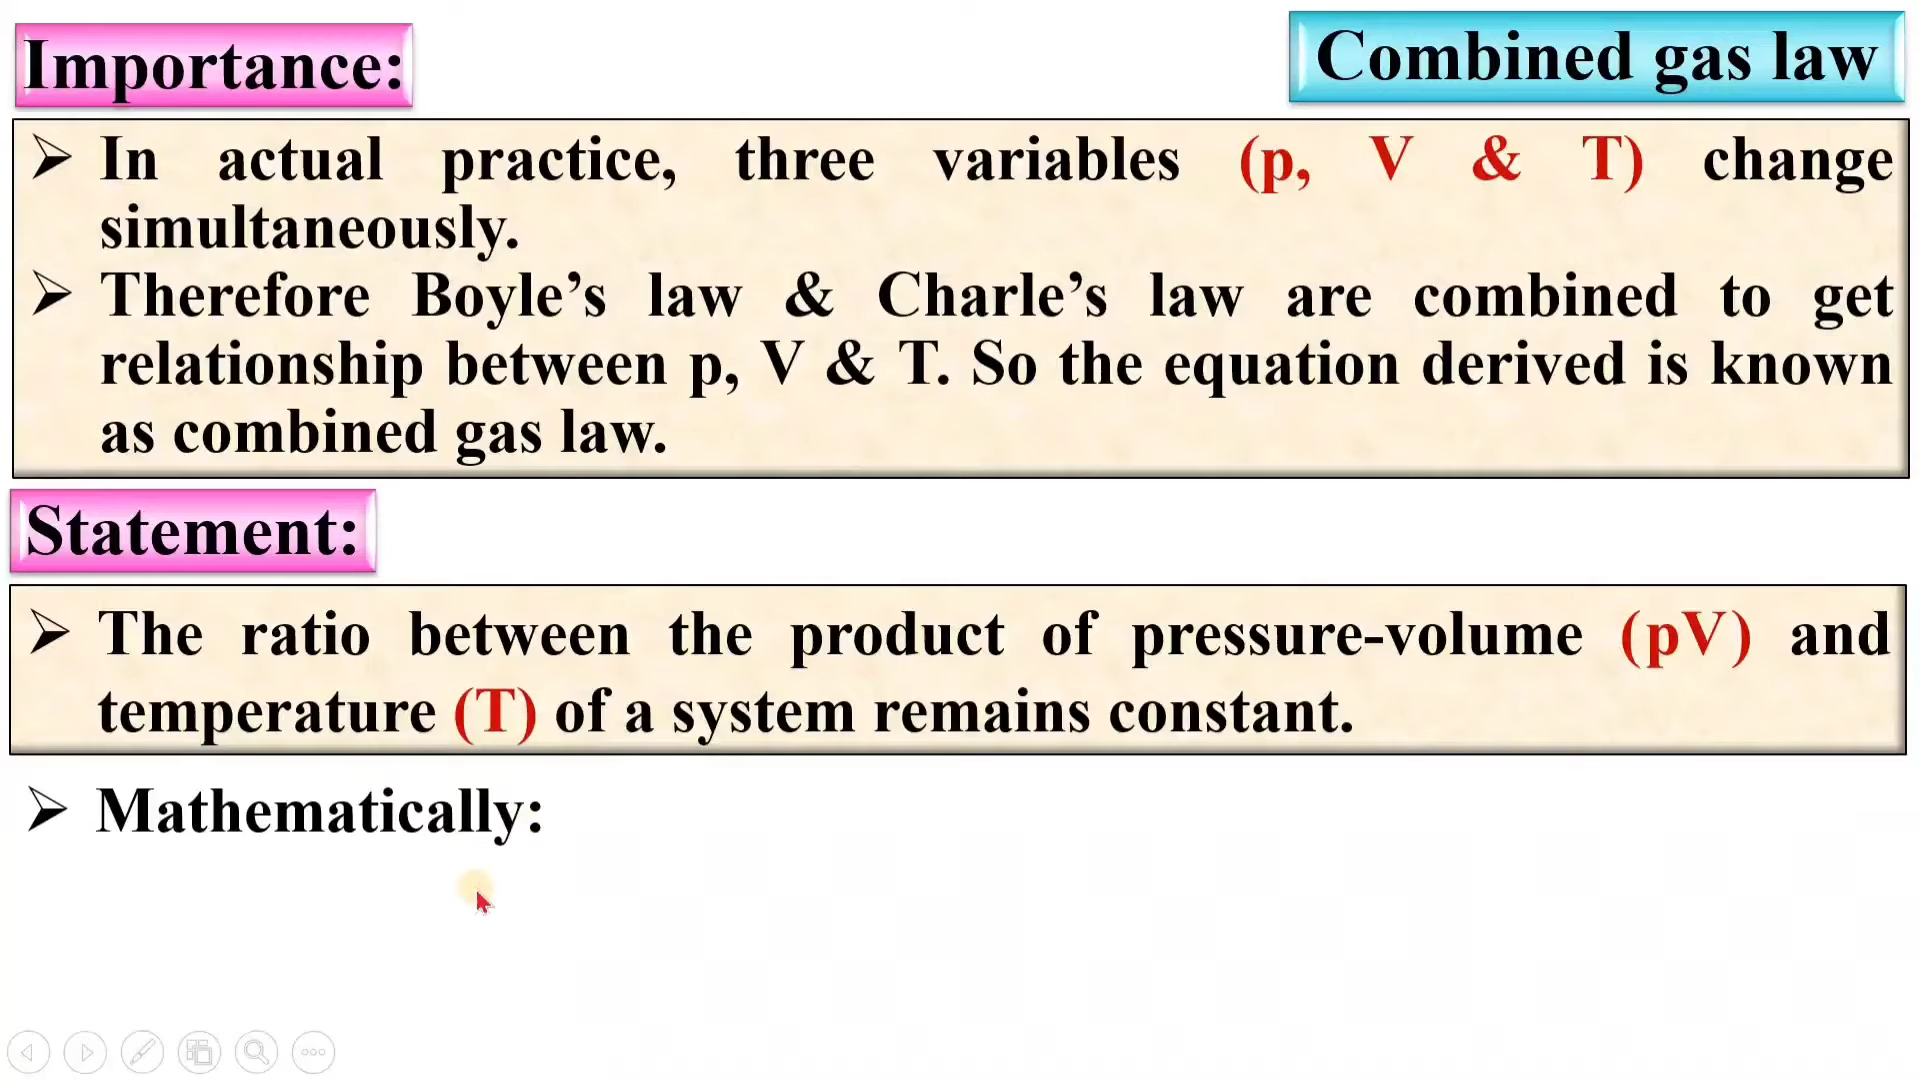 Importance:
Combined gas law
➢ In actual practice, three variables (p, V & T) change
simultaneously.
➢ Therefore Boyle’s law & Charle’s law are combined to get
relationship between p, V & T. So the equation derived is known
as combined gas law.
Statement:
➢ The ratio between the product of pressure-volume (pV) and
temperature (T) of a system remains constant.
➢ Mathematically: